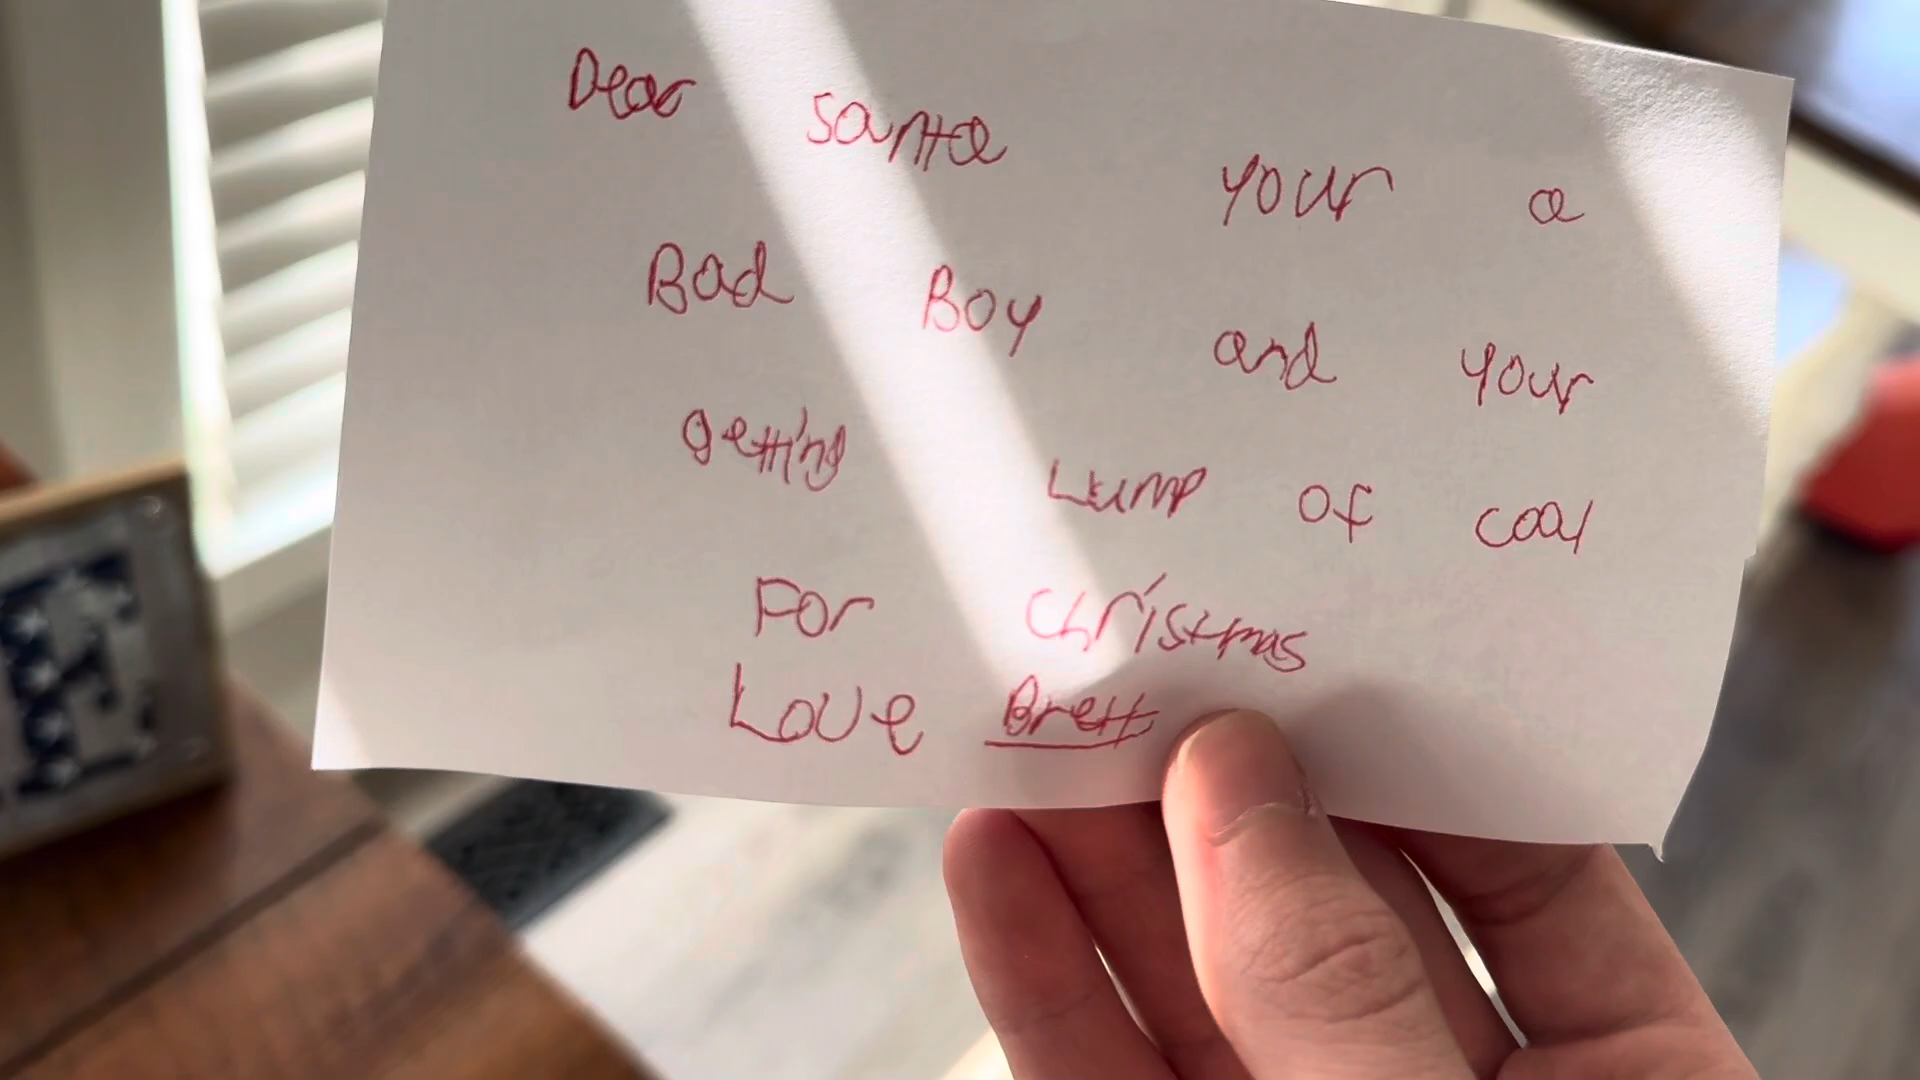 Dear Santa your a
Bad Boy and your
getting Lump of coal
For Christmas
Love Brett
E